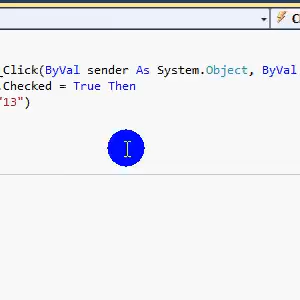 _Click(ByVal sender As System.Object, ByVal
.Checked = True Then
"13")